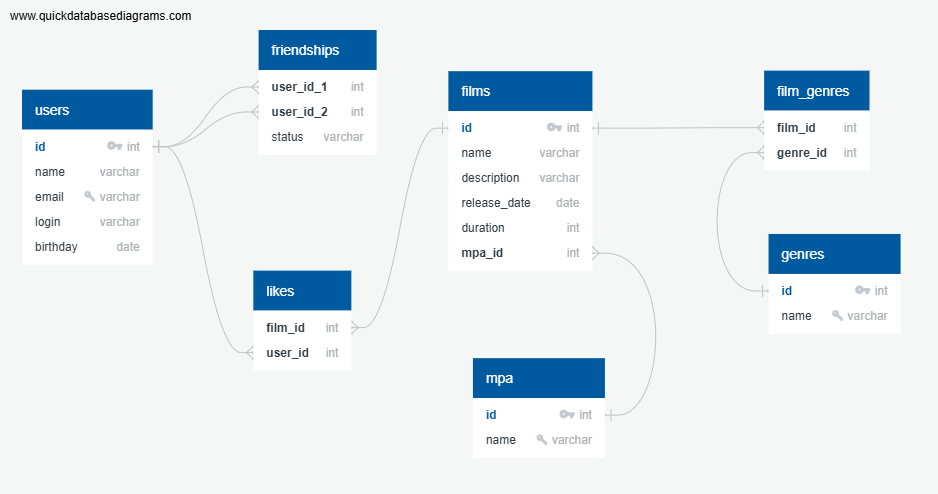 www.quickdatabasediagrams.com
users
id int
name varchar
email varchar
login varchar
birthday date
friendships
user_id_1 int
user_id_2 int
status varchar
likes
film_id int
user_id int
films
id int
name varchar
description varchar
release_date date
duration int
mpa_id int
mpa
id int
name varchar
film_genres
film_id int
genre_id int
genres
id int
name varchar